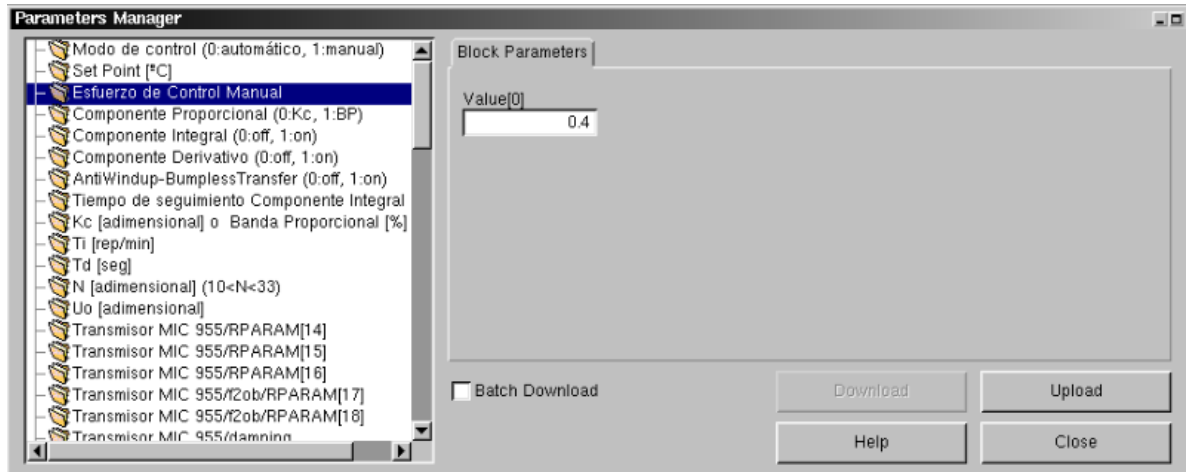 Parameters Manager
Modo de control (0:automático, 1:manual)
Set Point [ºC]
Esfuerzo de Control Manual
Componente Proporcional (0:Kc, 1:BP)
Componente Integral (0:off, 1:on)
Componente Derivativo (0:off, 1:on)
AntiWindup-BumplessTransfer (0:off, 1:on)
Tiempo de seguimiento Componente Integral
Kc [adimensional] o Banda Proporcional [%]
Ti [rep/min]
Td [seg]
N [adimensional] (10<N<33)
Uo [adimensional]
Transmisor MIC 955/RPARAM[14]
Transmisor MIC 955/RPARAM[15]
Transmisor MIC 955/RPARAM[16]
Transmisor MIC 955/f2ob/RPARAM[17]
Transmisor MIC 955/f2ob/RPARAM[18]
Transmisor MIC 955/damping
Block Parameters
Value[0]
0.4
Batch Download
Download
Upload
Help
Close